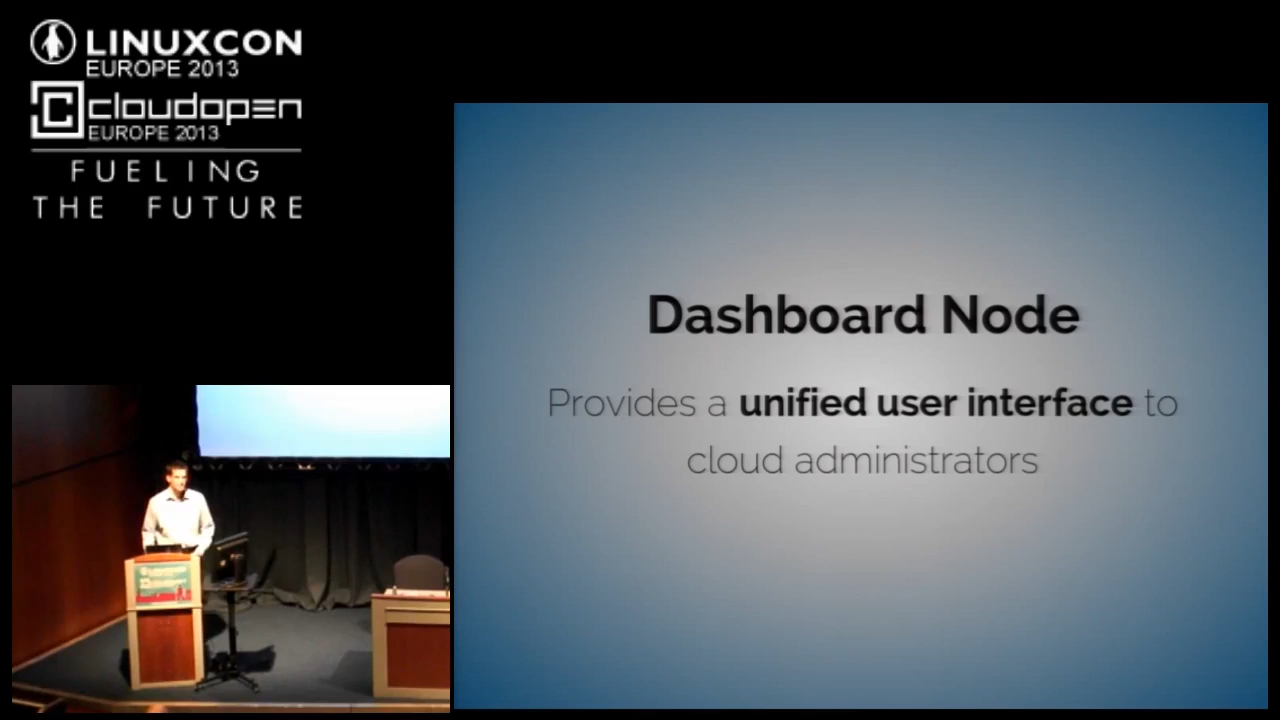 LINUXCON
EUROPE 2013
cloudopen
EUROPE 2013
FUELING
THE FUTURE
Dashboard Node
Provides a unified user interface to
cloud administrators